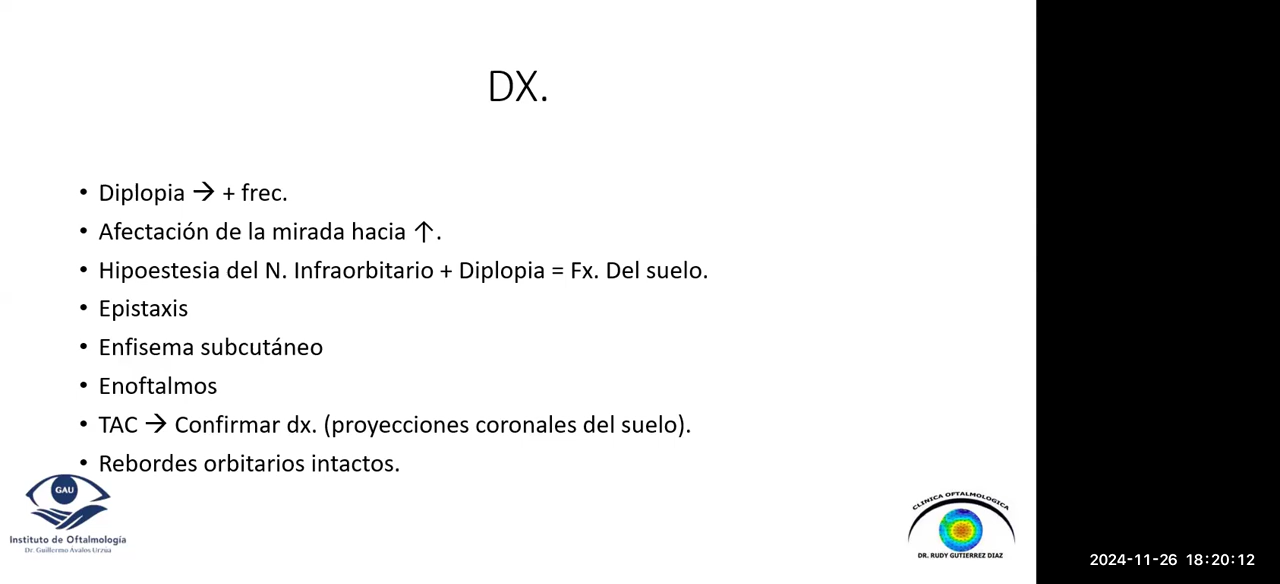 DX.
• Diplopia → + frec.
• Afectación de la mirada hacia ↑.
• Hipoestesia del N. Infraorbitario + Diplopia = Fx. Del suelo.
• Epistaxis
• Enfisema subcutáneo
• Enoftalmos
• TAC → Confirmar dx. (proyecciones coronales del suelo).
• Rebordes orbitarios intactos.
GAU
Instituto de Oftalmología
Dr. Guillermo Avalos Urzúa
CLINICA OFTALMOLOGICA
DR. RUDY GUTIERREZ DIAZ
2024-11-26 18:20:12